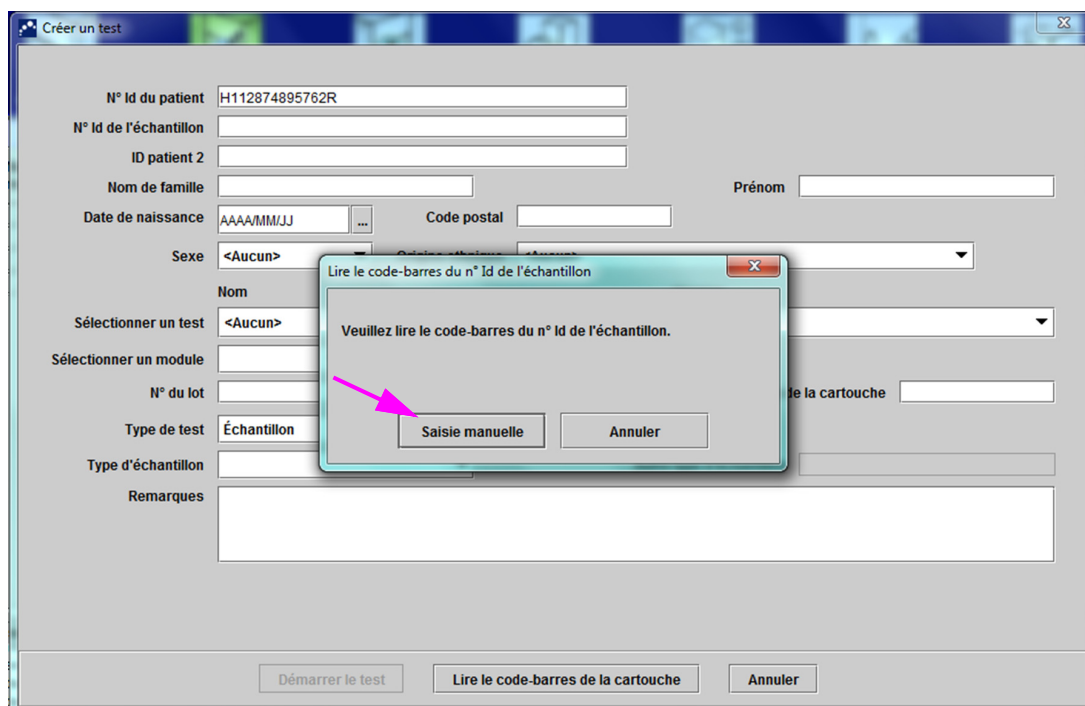 Créer un test
N° Id du patient H112874895762R
N° Id de l'échantillon
ID patient 2
Nom de famille Prénom
Date de naissance AAAA/MM/JJ ... Code postal
Sexe <Aucun>
Lire le code-barres du n° Id de l'échantillon
Nom
Veuillez lire le code-barres du n° Id de l'échantillon.
Sélectionner un test <Aucun>
Sélectionner un module
N° du lot de la cartouche
Saisie manuelle Annuler
Type de test Échantillon
Type d'échantillon
Remarques
Démarrer le test Lire le code-barres de la cartouche Annuler